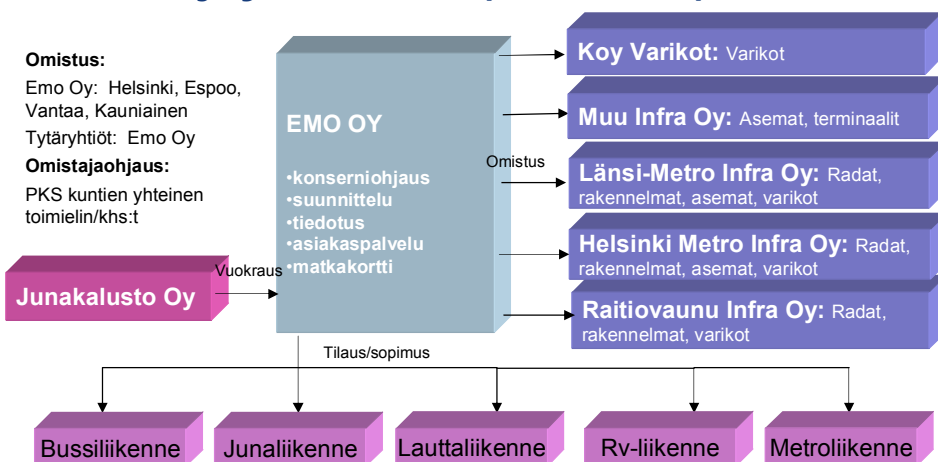 Omistus:
Emo Oy: Helsinki, Espoo,
Vantaa, Kauniainen
Tytäryhtiöt: Emo Oy
Omistajaohjaus:
PKS kuntien yhteinen
toimielin/khs:t
Junakalusto Oy
Vuokraus
EMO OY
•konserniohjaus
•suunnittelu
•tiedotus
•asiakaspalvelu
•matkakortti
Omistus
Koy Varikot: Varikot
Muu Infra Oy: Asemat, terminaalit
Länsi-Metro Infra Oy: Radat,
rakennelmat, asemat, varikot
Helsinki Metro Infra Oy: Radat,
rakennelmat, asemat, varikot
Raitiovaunu Infra Oy: Radat,
rakennelmat, varikot
Tilaus/sopimus
Bussiliikenne
Junaliikenne
Lauttaliikenne
Rv-liikenne
Metroliikenne